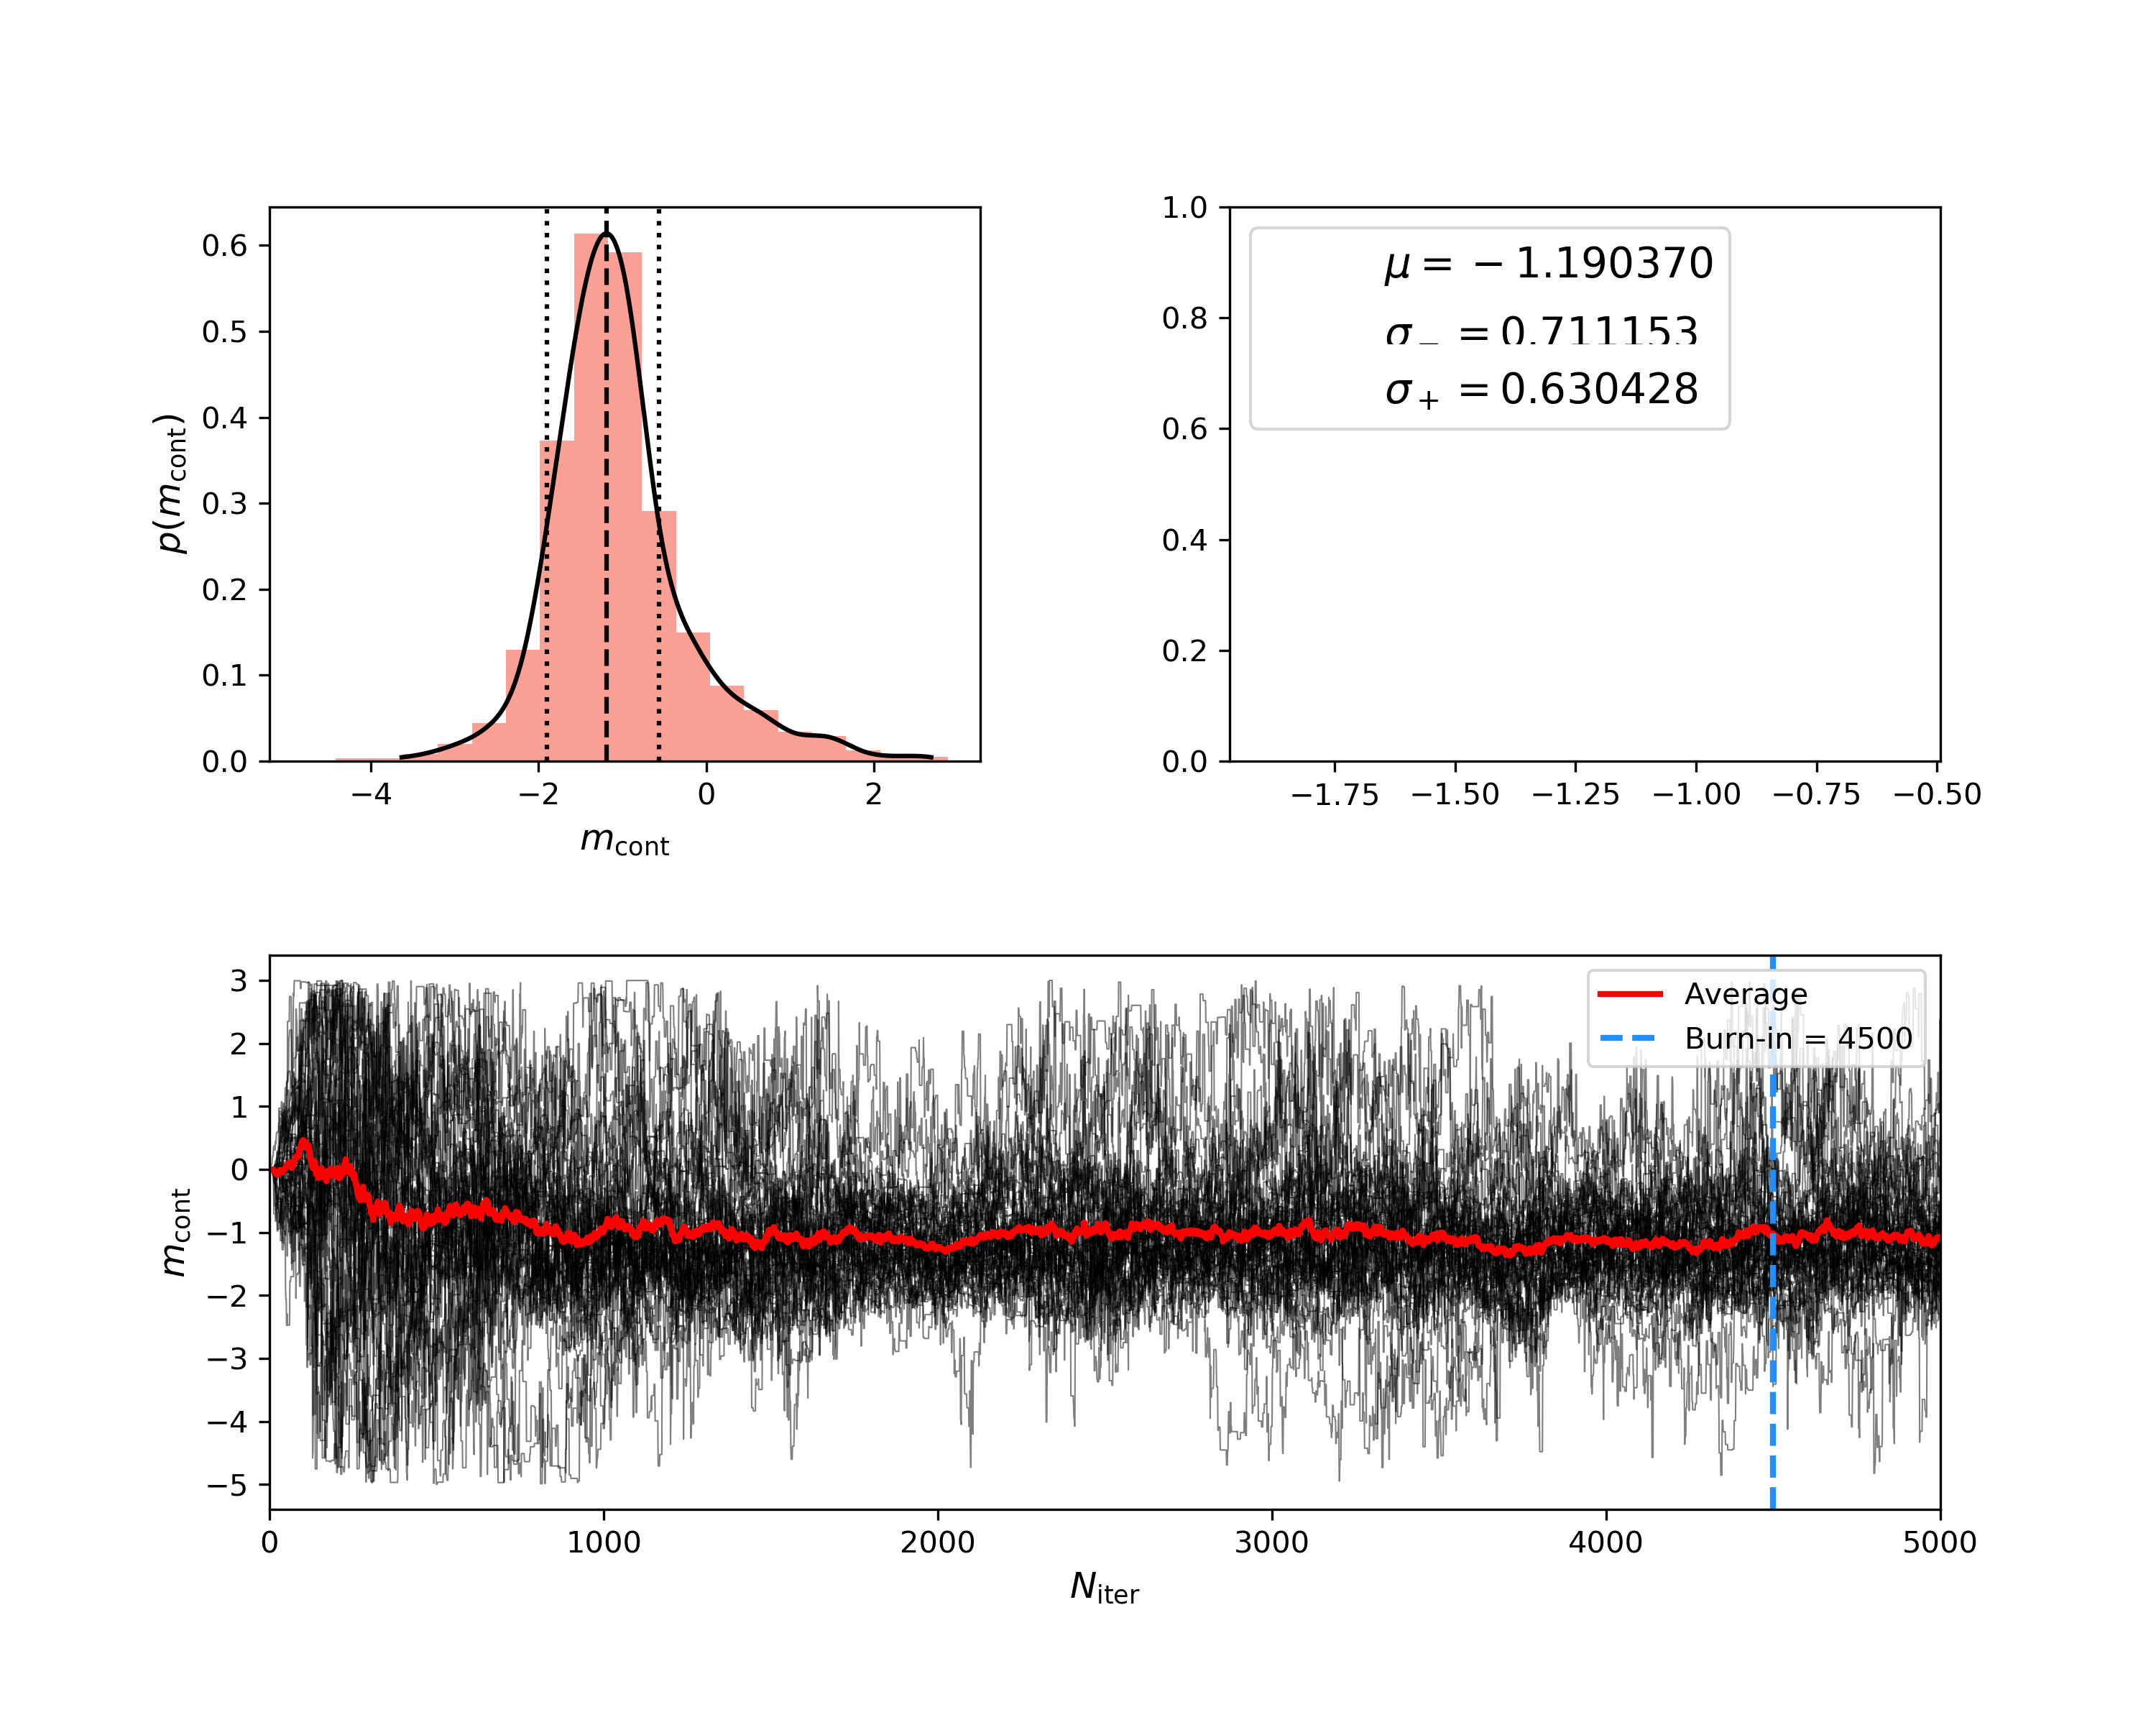 0.6
0.5
0.4
0.3
0.2
0.1
0.0
p(m_cont)
−4 −2 0 2
m_cont
1.0
0.8
0.6
0.4
0.2
0.0
μ = −1.190370
σ_− = 0.711153
σ_+ = 0.630428
−1.75 −1.50 −1.25 −1.00 −0.75 −0.50
3
2
1
0
−1
−2
−3
−4
−5
m_cont
Average
Burn-in = 4500
0 1000 2000 3000 4000 5000
N_iter